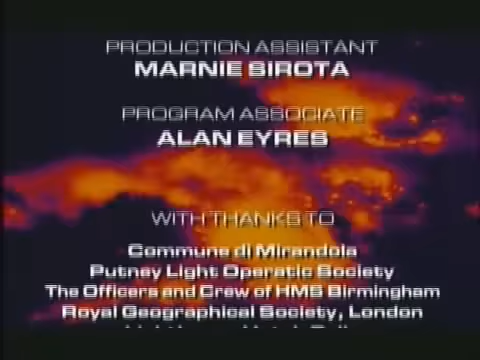 PRODUCTION ASSISTANT
MARNIE SIROTA
PROGRAM ASSOCIATE
ALAN EYRES
WITH THANKS TO
Commune di Mirandola
Putney Light Operatic Society
The Officers and Crew of HMS Birmingham
Royal Geographical Society, London